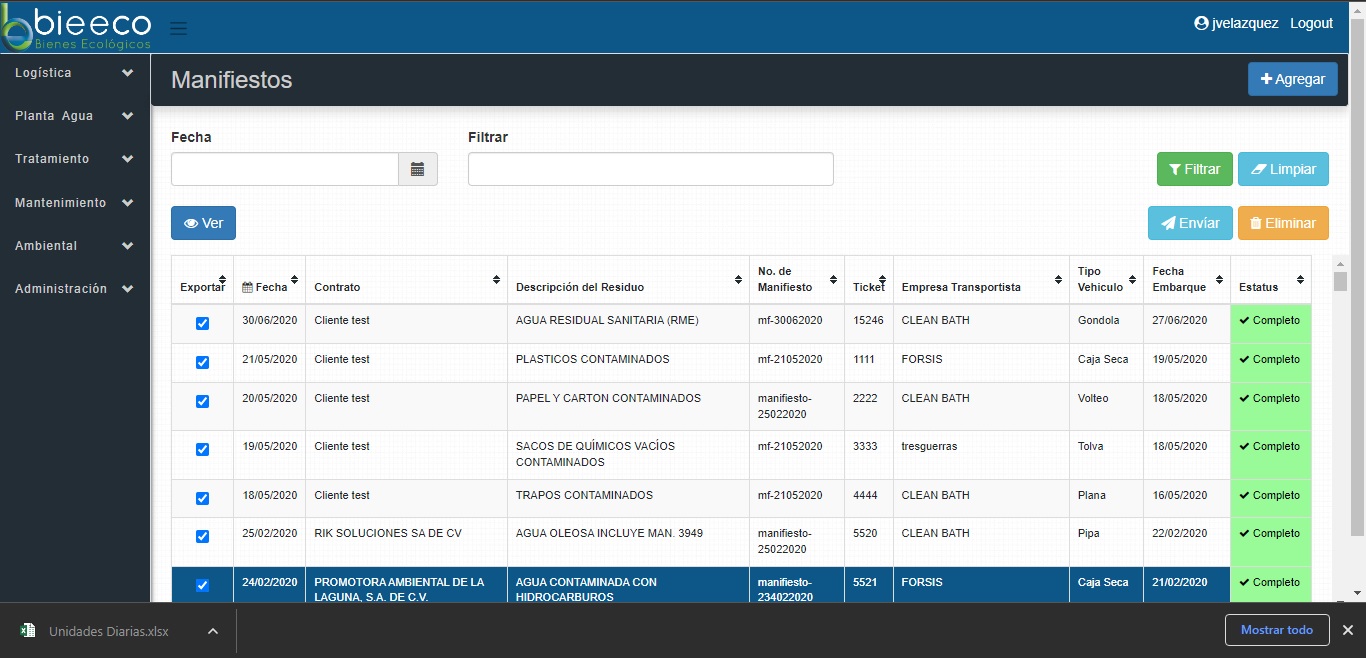 bieeco
Bienes Ecológicos
jvelazquez Logout
Logística
Planta Agua
Tratamiento
Mantenimiento
Ambiental
Administración
Manifiestos
Agregar
Fecha
Filtrar
Filtrar
Limpiar
Ver
Envíar
Eliminar
Exportar Fecha Contrato Descripción del Residuo No. de Manifiesto Ticket Empresa Transportista Tipo Vehiculo Fecha Embarque Estatus
30/06/2020 Cliente test AGUA RESIDUAL SANITARIA (RME) mf-30062020 15246 CLEAN BATH Gondola 27/06/2020 Completo
21/05/2020 Cliente test PLASTICOS CONTAMINADOS mf-21052020 1111 FORSIS Caja Seca 19/05/2020 Completo
20/05/2020 Cliente test PAPEL Y CARTON CONTAMINADOS manifiesto-25022020 2222 CLEAN BATH Volteo 18/05/2020 Completo
19/05/2020 Cliente test SACOS DE QUÍMICOS VACÍOS CONTAMINADOS mf-21052020 3333 tresguerras Tolva 18/05/2020 Completo
18/05/2020 Cliente test TRAPOS CONTAMINADOS mf-21052020 4444 CLEAN BATH Plana 16/05/2020 Completo
25/02/2020 RIK SOLUCIONES SA DE CV AGUA OLEOSA INCLUYE MAN. 3949 manifiesto-25022020 5520 CLEAN BATH Pipa 22/02/2020 Completo
24/02/2020 PROMOTORA AMBIENTAL DE LA LAGUNA, S.A. DE C.V. AGUA CONTAMINADA CON HIDROCARBUROS manifiesto-234022020 5521 FORSIS Caja Seca 21/02/2020 Completo
Unidades Diarias.xlsx
Mostrar todo